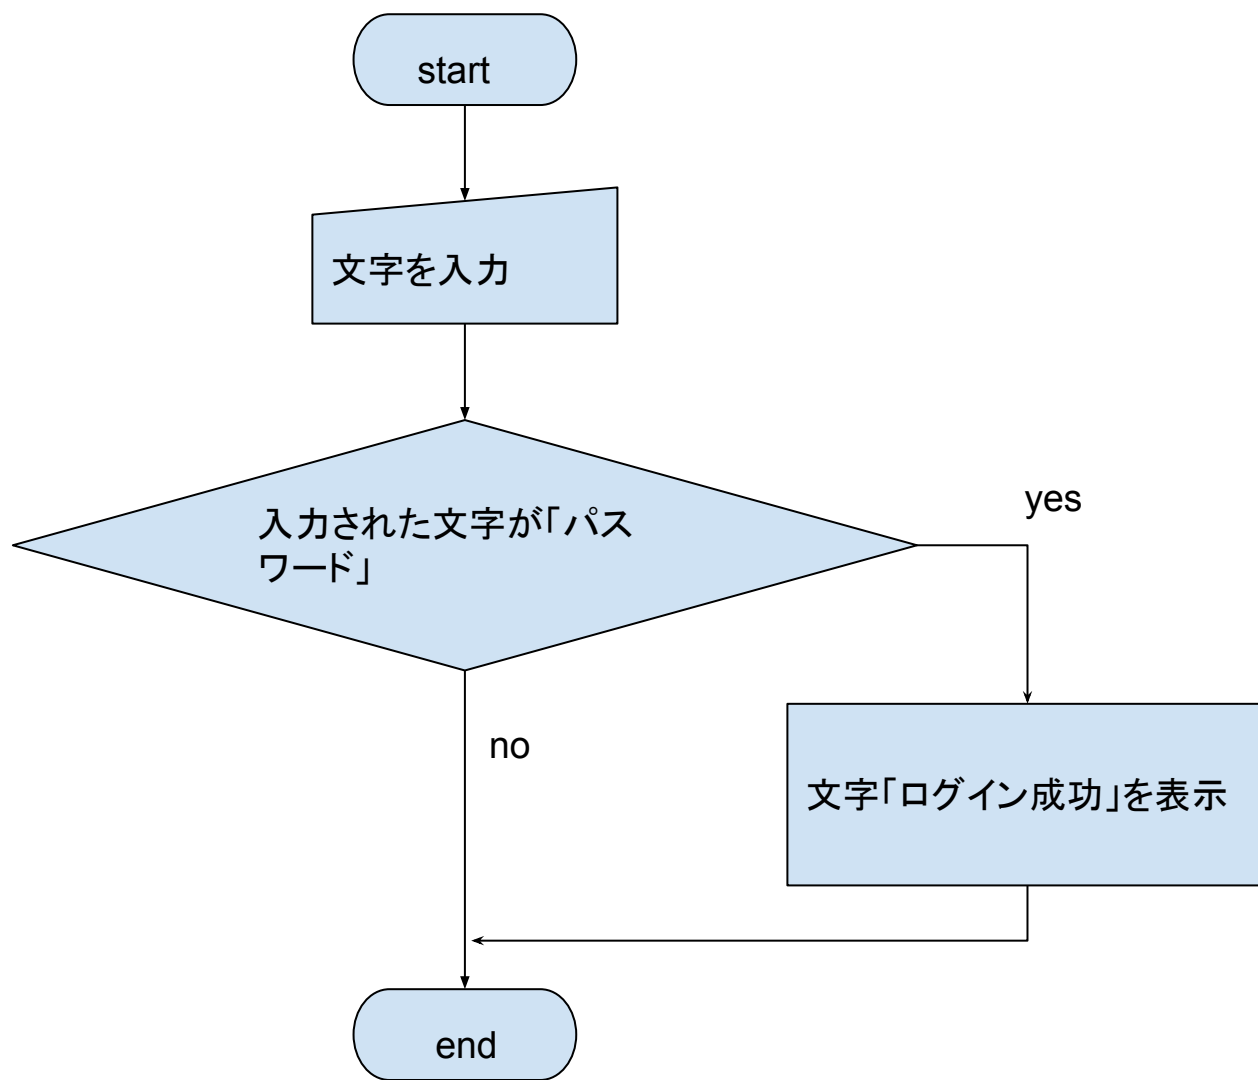 start
文字を入力
入力された文字が「パス
ワード」
yes
no
文字「ログイン成功」を表示
end